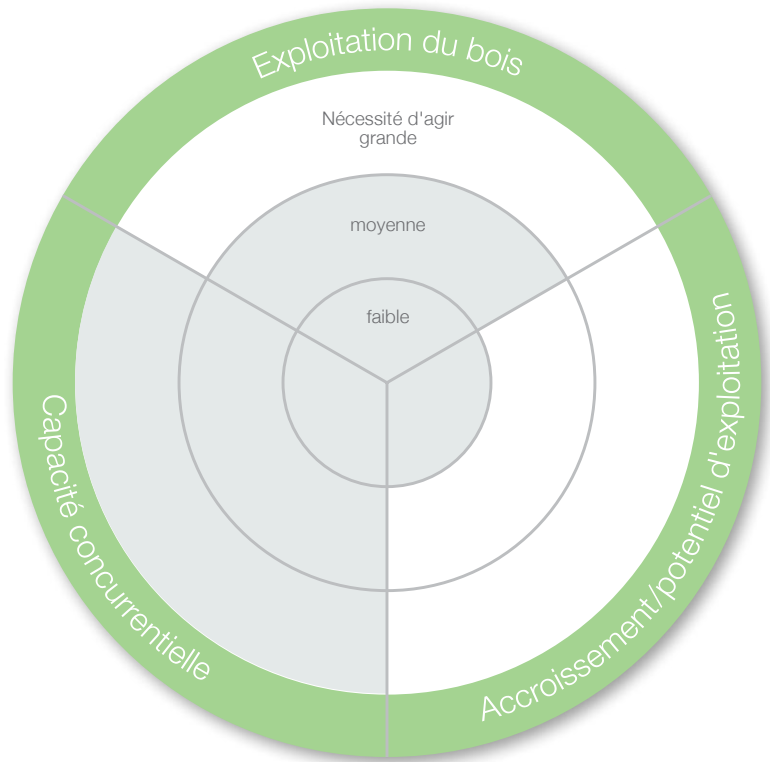 Exploitation du bois
Nécessité d'agir
grande
moyenne
faible
Capacité concurrentielle
Accroissement/potentiel d'exploitation